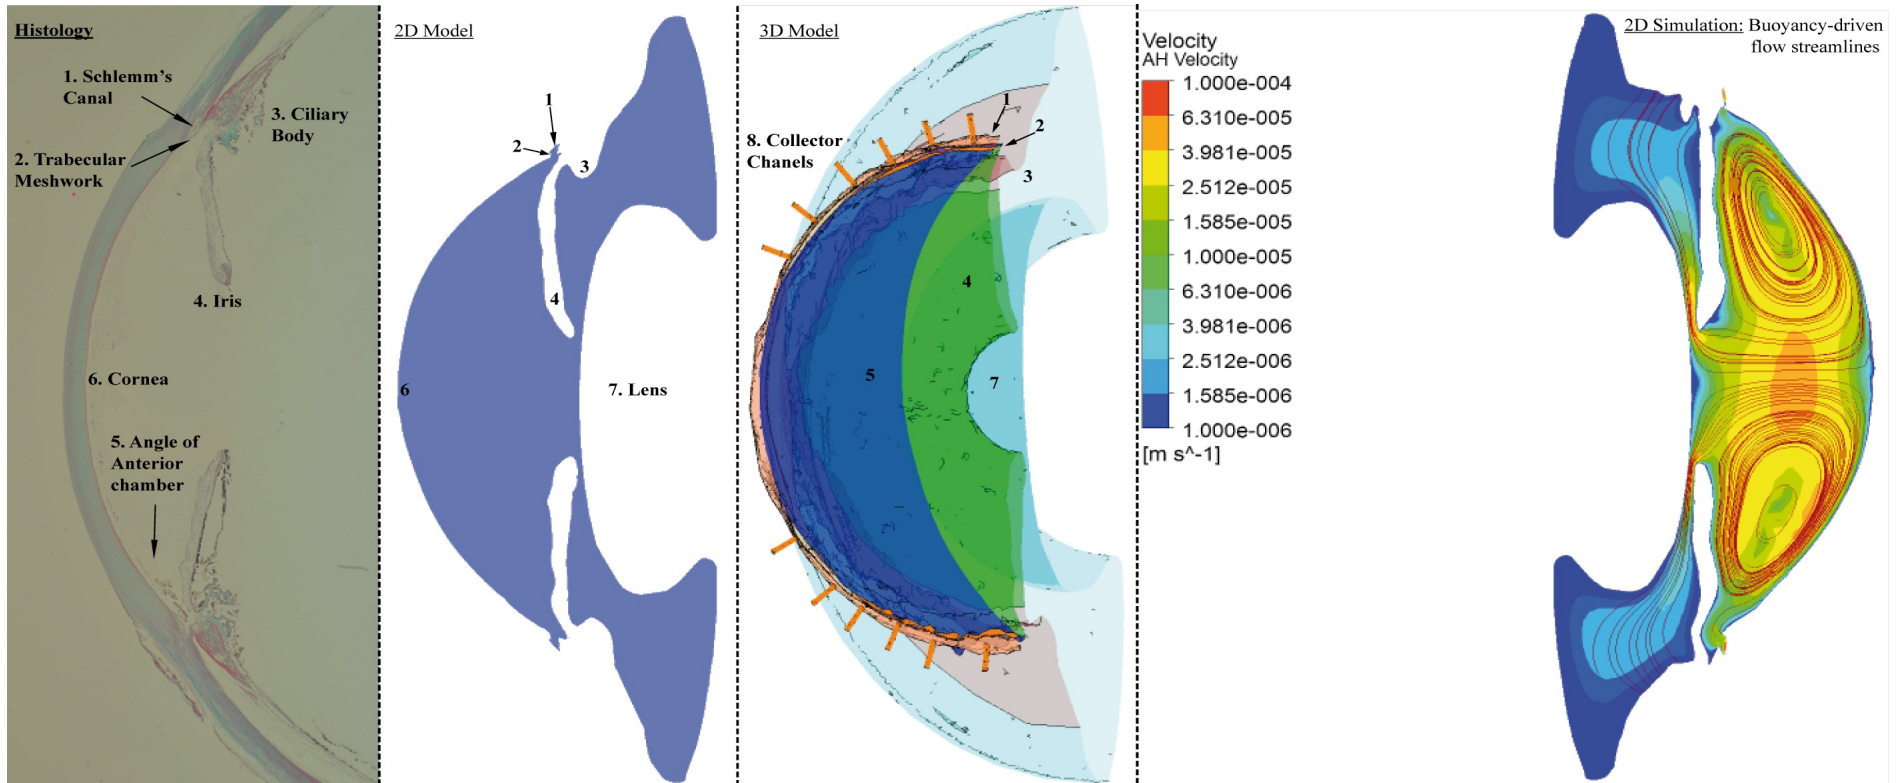 Histology
1. Schlemm's
Canal
3. Ciliary
Body
2. Trabecular
Meshwork
4. Iris
6. Cornea
5. Angle of
Anterior
chamber
2D Model
1
2
3
4
6
7. Lens
3D Model
1
2
8. Collector
Chanels
3
4
5
7
Velocity
AH Velocity
1.000e-004
6.310e-005
3.981e-005
2.512e-005
1.585e-005
1.000e-005
6.310e-006
3.981e-006
2.512e-006
1.585e-006
1.000e-006
[m s^-1]
2D Simulation: Buoyancy-driven
flow streamlines